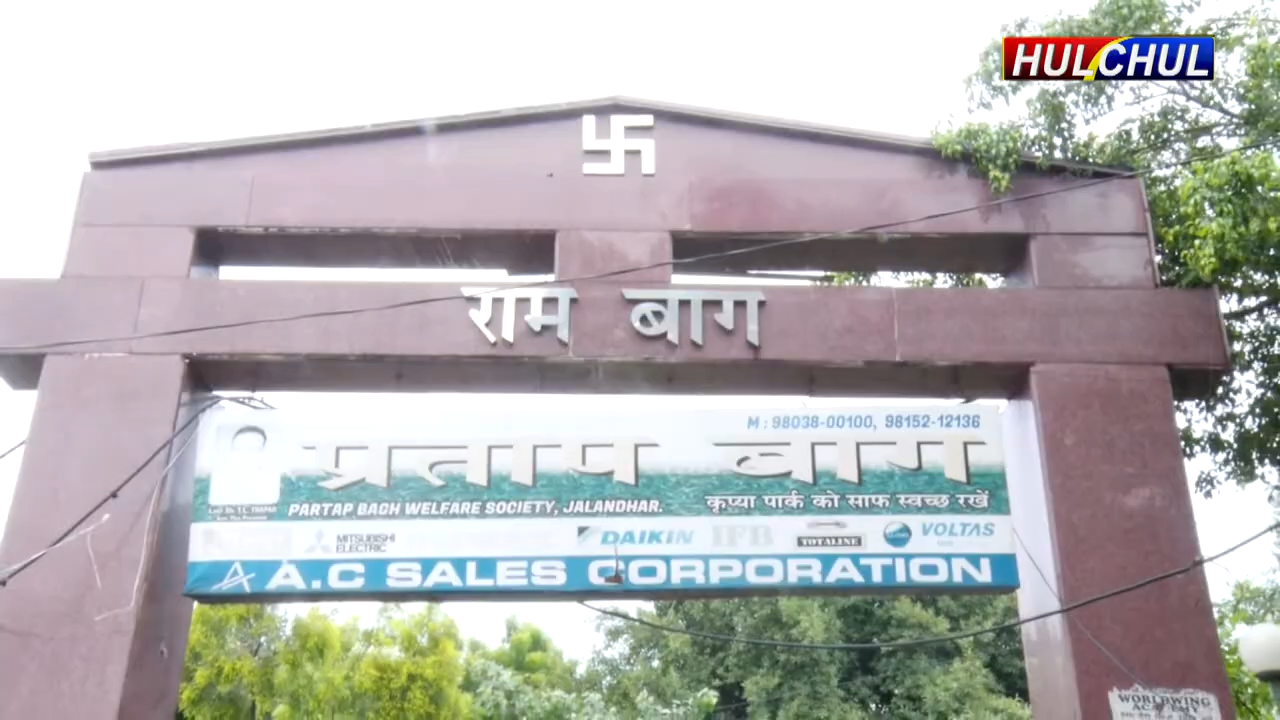 HULCHUL
राम बाग
M : 98038-00100, 98152-12136
प्रताप बाग
PARTAP BAGH WELFARE SOCIETY, JALANDHAR.
कृप्या पार्क को साफ स्वच्छ रखें
MITSUBISHI ELECTRIC
DAIKIN
IFB
TOTALINE
VOLTAS
A.C SALES CORPORATION
WORLDWING
ACADEMY